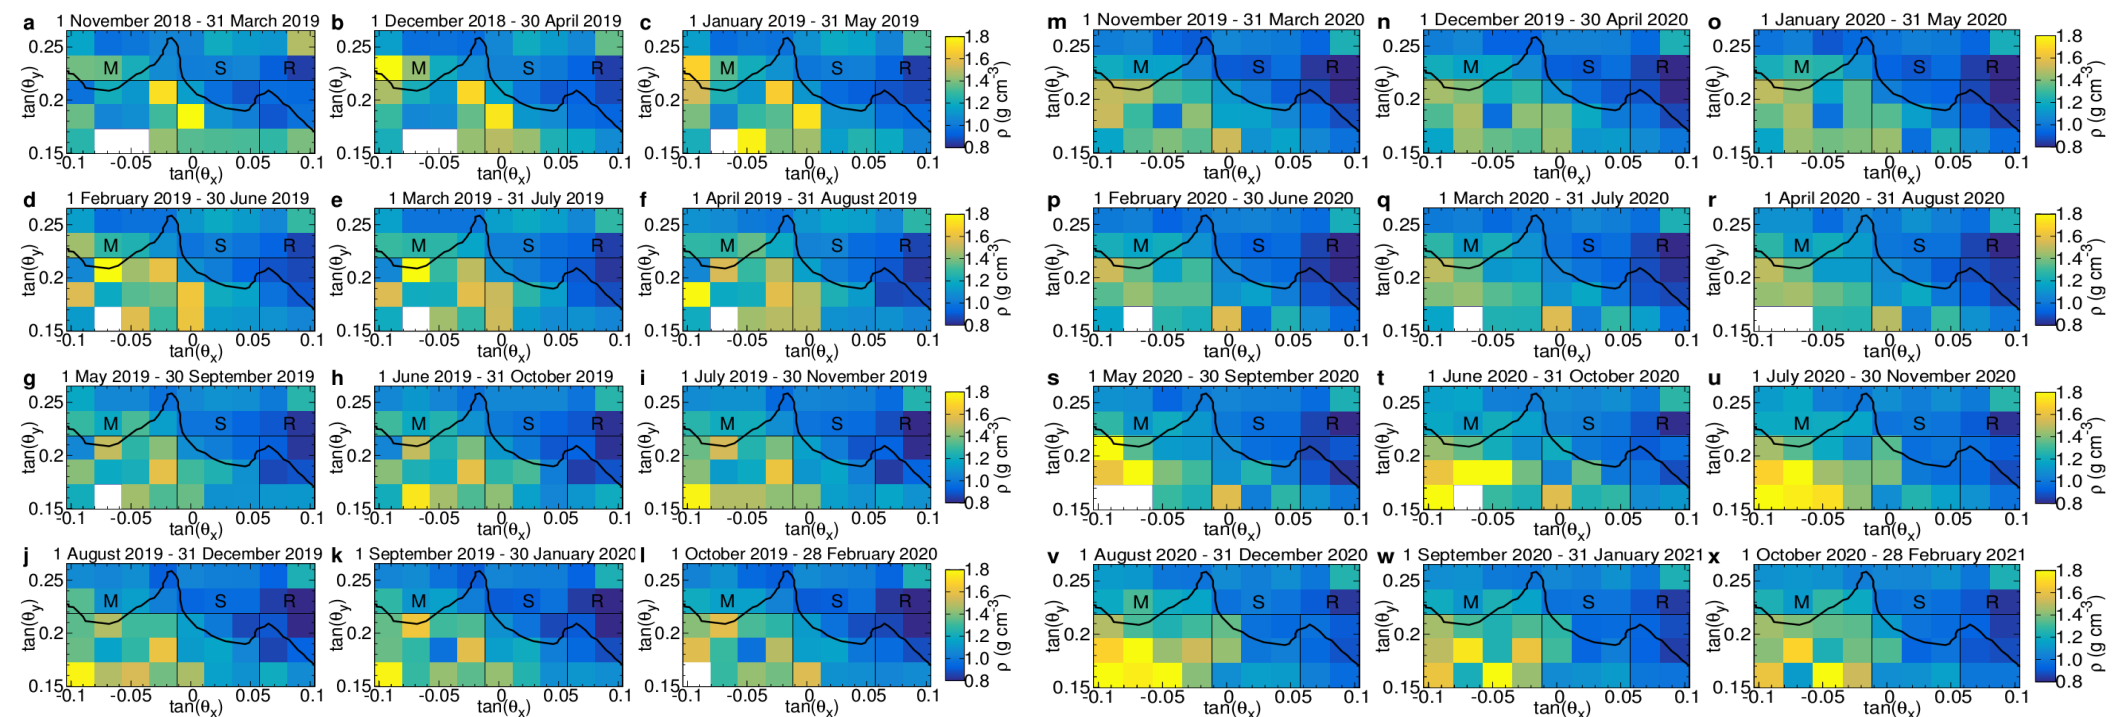 a 1 November 2018 - 31 March 2019
b 1 December 2018 - 30 April 2019
c 1 January 2019 - 31 May 2019
m 1 November 2019 - 31 March 2020
n 1 December 2019 - 30 April 2020
o 1 January 2020 - 31 May 2020
d 1 February 2019 - 30 June 2019
e 1 March 2019 - 31 July 2019
f 1 April 2019 - 31 August 2019
p 1 February 2020 - 30 June 2020
q 1 March 2020 - 31 July 2020
r 1 April 2020 - 31 August 2020
g 1 May 2019 - 30 September 2019
h 1 June 2019 - 31 October 2019
i 1 July 2019 - 30 November 2019
s 1 May 2020 - 30 September 2020
t 1 June 2020 - 31 October 2020
u 1 July 2020 - 30 November 2020
j 1 August 2019 - 31 December 2019
k 1 September 2019 - 30 January 2020
l 1 October 2019 - 28 February 2020
v 1 August 2020 - 31 December 2020
w 1 September 2020 - 31 January 2021
x 1 October 2020 - 28 February 2021
M S R
tan(θy)
0.25
0.2
0.15
-0.1 -0.05 0 0.05 0.1
tan(θx)
1.8
1.6
1.4
1.2
1.0
0.8
ρ (g cm-3)